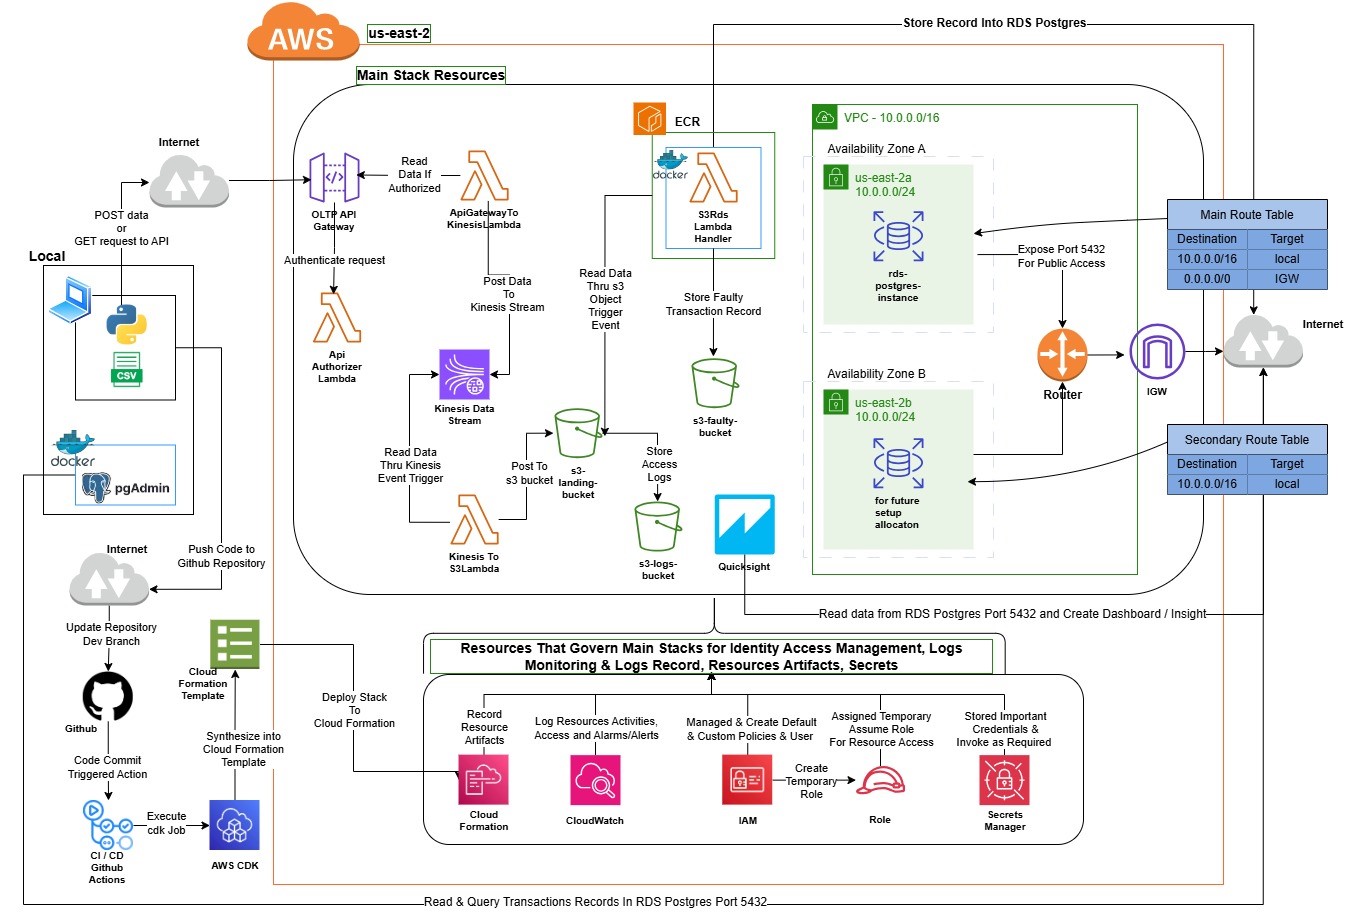 AWS
us-east-2
Store Record Into RDS Postgres
Main Stack Resources
Internet
POST data
or
GET request to API
Local
CSV
docker
pgAdmin
OLTP API
Gateway
Read
Data If
Authorized
ApiGatewayTo
KinesisLambda
Authenticate request
Api
Authorizer
Lambda
Post Data
To
Kinesis Stream
Kinesis Data
Stream
Read Data
Thru Kinesis
Event Trigger
Kinesis To
S3Lambda
Post To
s3 bucket
s3-
landing-
bucket
Read Data
Thru s3
Object
Trigger
Event
ECR
docker
S3Rds
Lambda
Handler
Store Faulty
Transaction Record
s3-faulty-
bucket
Store
Access
Logs
s3-logs-
bucket
Quicksight
VPC - 10.0.0.0/16
Availability Zone A
us-east-2a
10.0.0.0/24
rds-
postgres-
instance
Expose Port 5432
For Public Access
Availability Zone B
us-east-2b
10.0.0.0/24
for future
setup
allocaton
Router
IGW
Main Route Table
Destination Target
10.0.0.0/16 local
0.0.0.0/0 IGW
Internet
Secondary Route Table
Destination Target
10.0.0.0/16 local
Read data from RDS Postgres Port 5432 and Create Dashboard / Insight
Push Code to
Github Repository
Internet
Update Repository
Dev Branch
Github
Code Commit
Triggered Action
CI / CD
Github
Actions
Execute
cdk Job
AWS CDK
Synthesize into
Cloud Formation
Template
Cloud
Formation
Template
Deploy Stack
To
Cloud Formation
Resources That Govern Main Stacks for Identity Access Management, Logs
Monitoring & Logs Record, Resources Artifacts, Secrets
Record
Resource
Artifacts
Cloud
Formation
Log Resources Activities,
Access and Alarms/Alerts
CloudWatch
Managed & Create Default
& Custom Policies & User
IAM
Create
Temporary
Role
Assigned Temporary
Assume Role
For Resource Access
Role
Stored Important
Credentials &
Invoke as Required
Secrets
Manager
Read & Query Transactions Records In RDS Postgres Port 5432